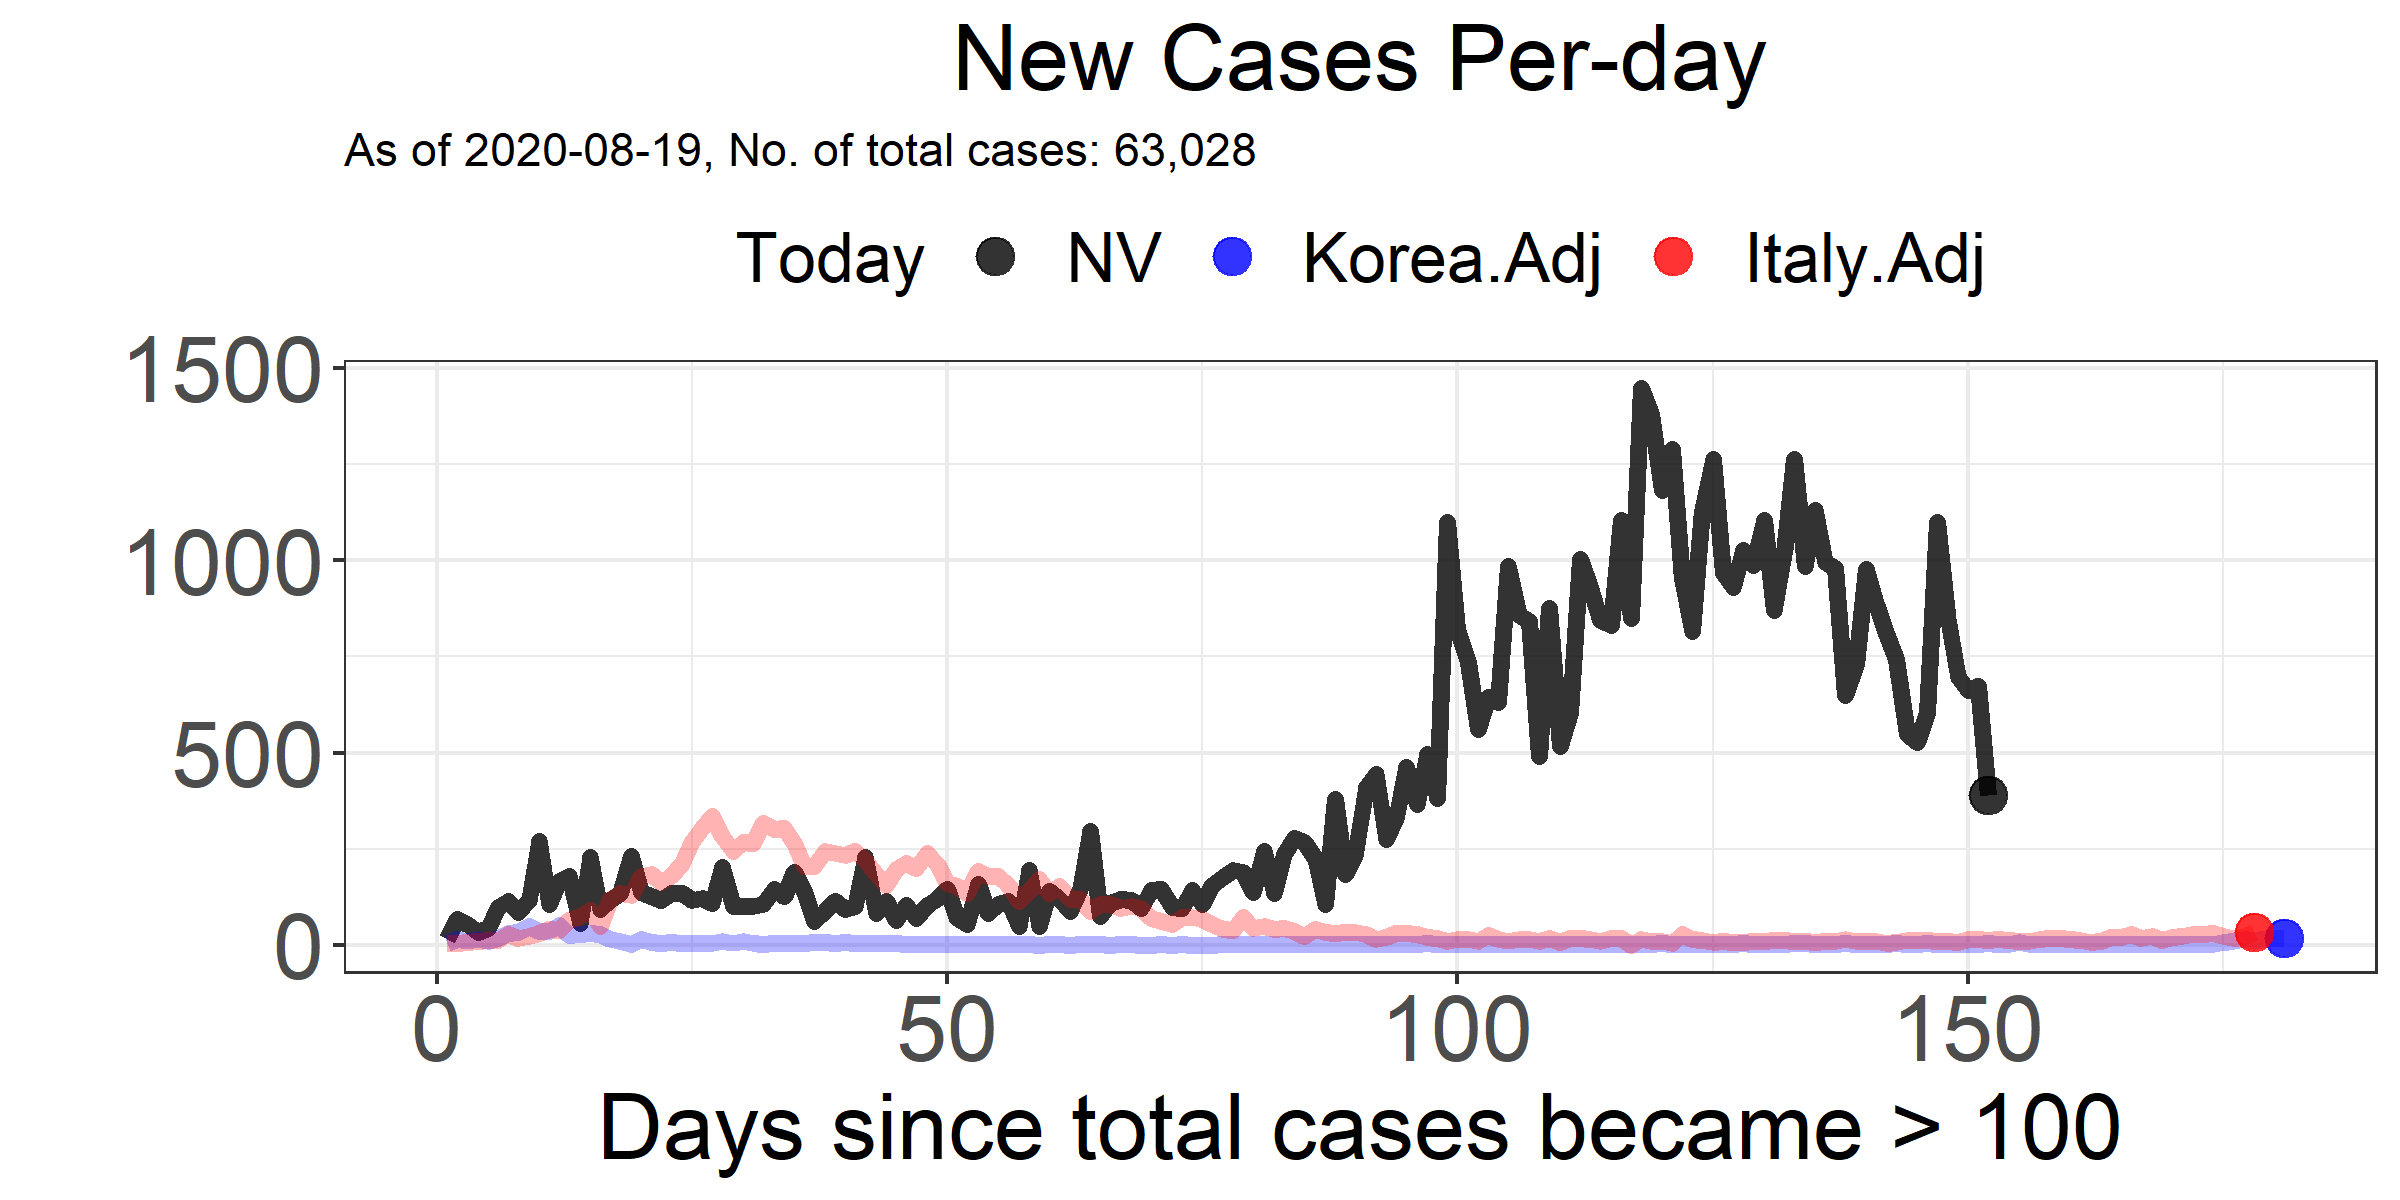 New Cases Per-day
As of 2020-08-19, No. of total cases: 63,028
Today NV Korea.Adj Italy.Adj
1500
1000
500
0
0 50 100 150
Days since total cases became > 100